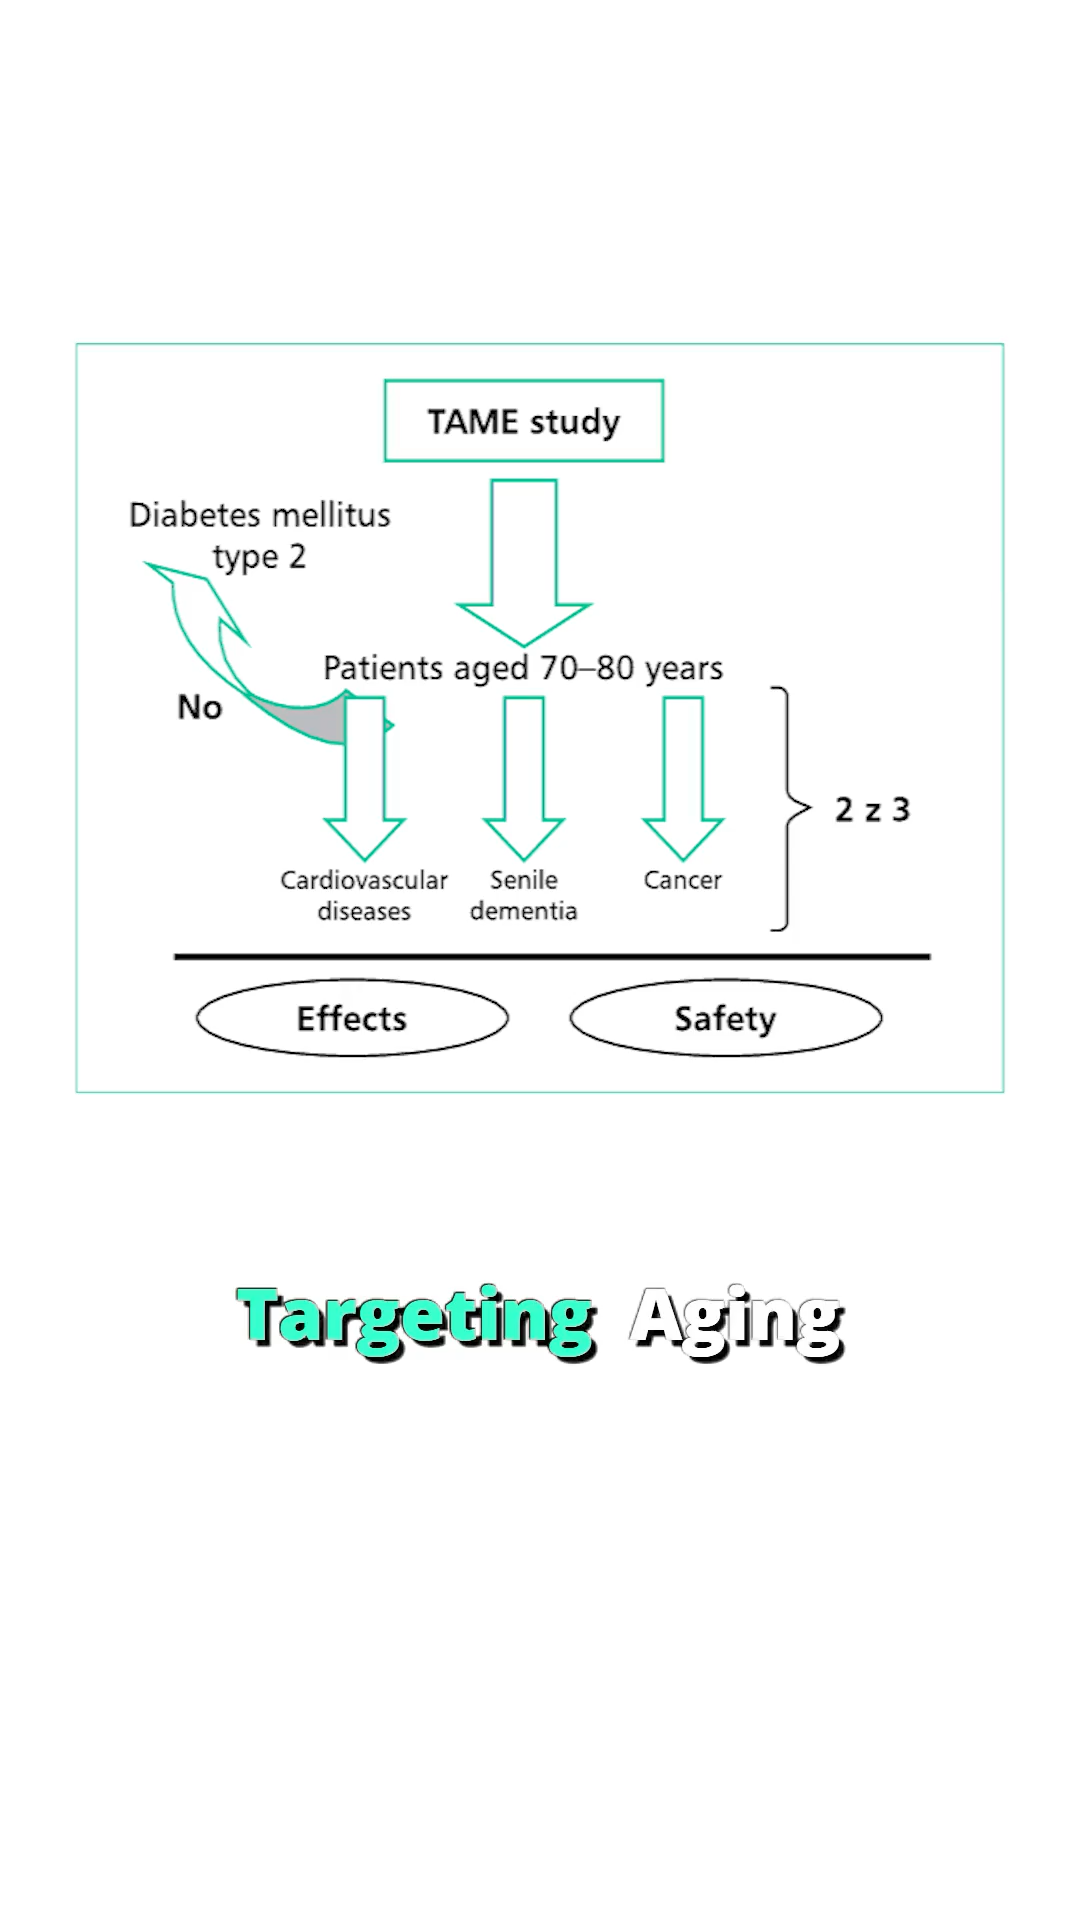 TAME study
Diabetes mellitus
type 2
Patients aged 70–80 years
No
2 z 3
Cardiovascular
diseases
Senile
dementia
Cancer
Effects
Safety
Targeting Aging